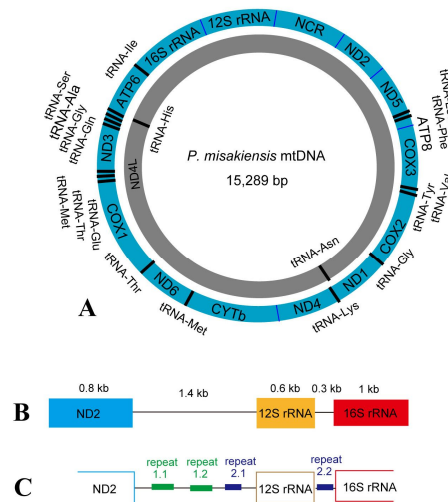 16S rRNA
12S rRNA
NCR
ND2
ND5
ATP8
COX3
COX2
ND1
ND4
CYTb
ND6
COX1
ND3
ATP6
ND4L
tRNA-Ile
tRNA-Ser
tRNA-Ala
tRNA-Gly
tRNA-Gln
tRNA-His
tRNA-Phe
tRNA-Tyr
tRNA-Gly
tRNA-Asn
tRNA-Lys
tRNA-Met
tRNA-Thr
tRNA-Glu
tRNA-Thr
tRNA-Met
P. misakiensis mtDNA
15,289 bp
A
0.8 kb 1.4 kb 0.6 kb 0.3 kb 1 kb
B ND2 12S rRNA 16S rRNA
repeat 1.1 repeat 1.2 repeat 2.1 repeat 2.2
C ND2 12S rRNA 16S rRNA